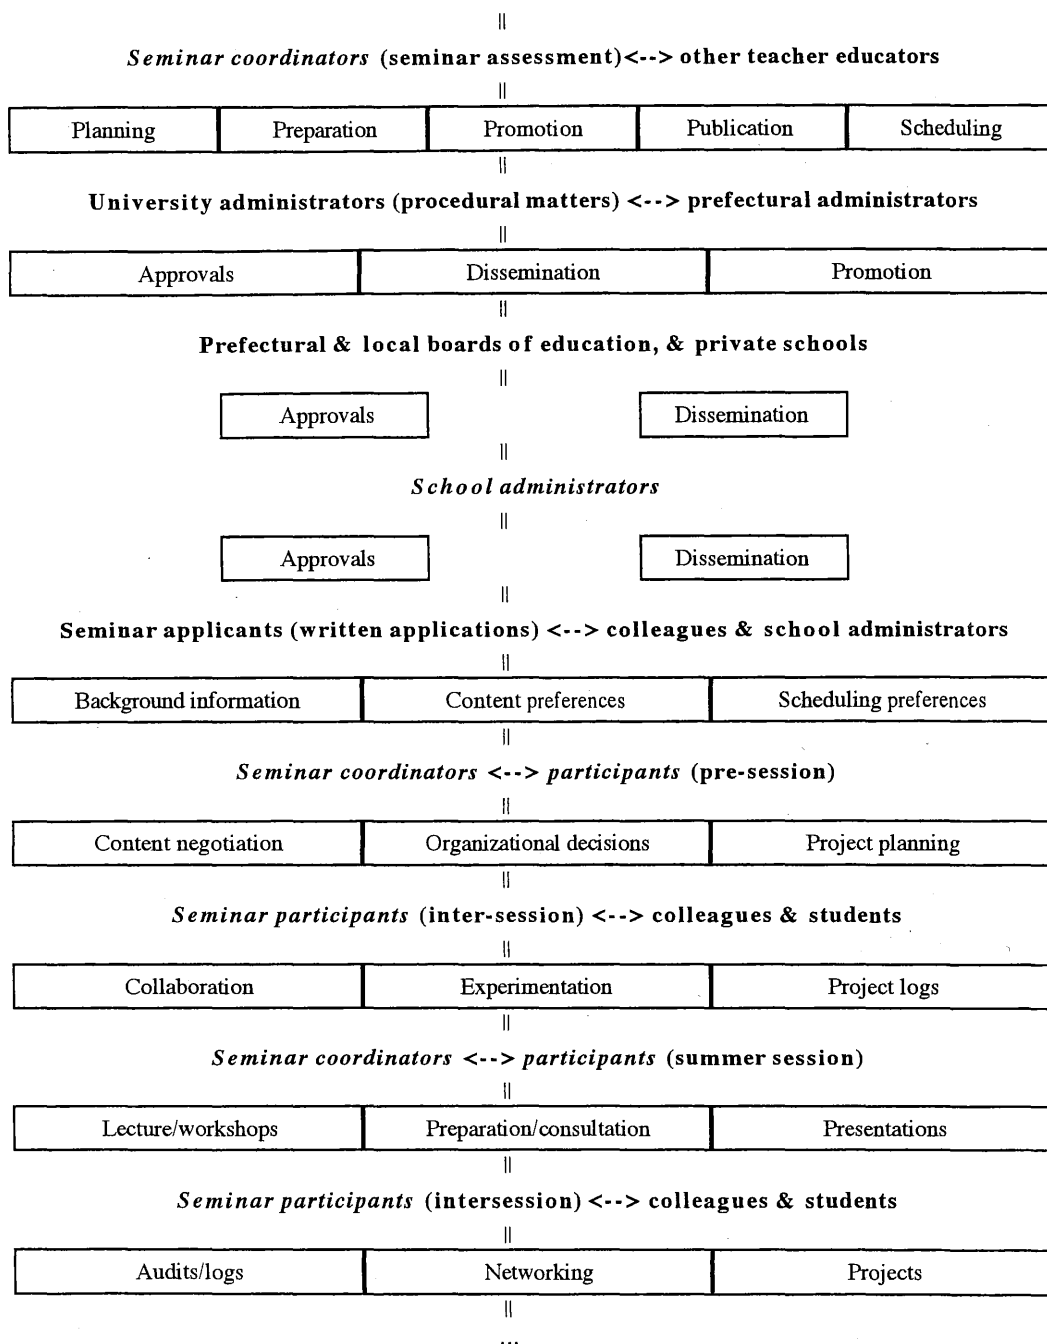 ||
Seminar coordinators (seminar assessment)<--> other teacher educators
||
Planning Preparation Promotion Publication Scheduling
||
University administrators (procedural matters) <--> prefectural administrators
||
Approvals Dissemination Promotion
||
Prefectural & local boards of education, & private schools
||
Approvals Dissemination
||
School administrators
||
Approvals Dissemination
||
Seminar applicants (written applications) <--> colleagues & school administrators
||
Background information Content preferences Scheduling preferences
||
Seminar coordinators <--> participants (pre-session)
||
Content negotiation Organizational decisions Project planning
||
Seminar participants (inter-session) <--> colleagues & students
||
Collaboration Experimentation Project logs
||
Seminar coordinators <--> participants (summer session)
||
Lecture/workshops Preparation/consultation Presentations
||
Seminar participants (intersession) <--> colleagues & students
||
Audits/logs Networking Projects
||
...